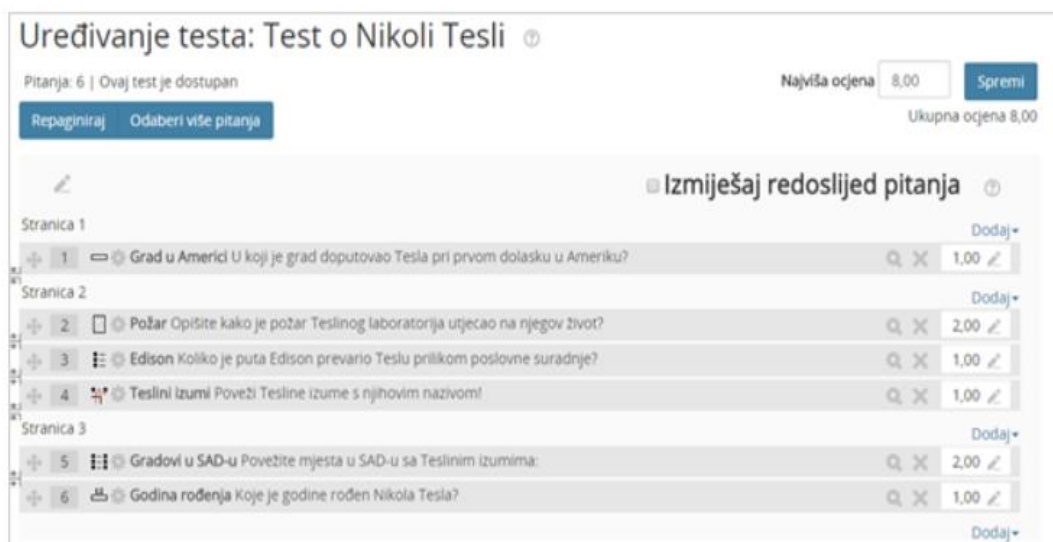 Uređivanje testa: Test o Nikoli Tesli
Pitanja: 6 | Ovaj test je dostupan
Najviša ocjena 8,00 Spremi
Repaginiraj Odaberi više pitanja
Ukupna ocjena 8,00
Izmiješaj redoslijed pitanja
Stranica 1
Dodaj
1 Grad u Americi U koji je grad doputovao Tesla pri prvom dolasku u Ameriku? 1,00
Stranica 2
Dodaj
2 Požar Opišite kako je požar Teslinog laboratorija utjecao na njegov život? 2,00
3 Edison Koliko je puta Edison prevario Teslu prilikom poslovne suradnje? 1,00
4 Teslini izumi Poveži Tesline izume s njihovim nazivom! 1,00
Stranica 3
Dodaj
5 Gradovi u SAD-u Povežite mjesta u SAD-u sa Teslinim izumima: 2,00
6 Godina rođenja Koje je godine rođen Nikola Tesla? 1,00
Dodaj